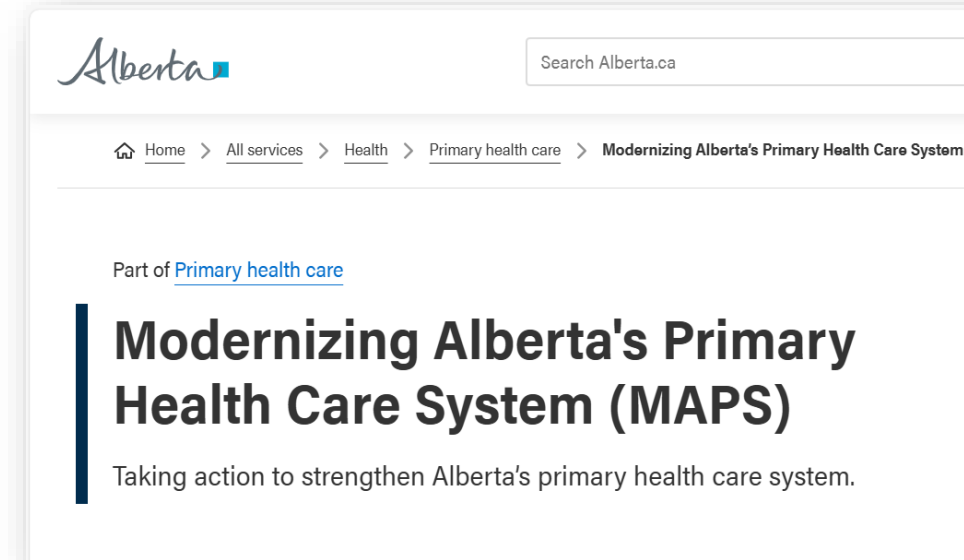 Alberta
Search Alberta.ca
Home > All services > Health > Primary health care > Modernizing Alberta’s Primary Health Care System
Part of Primary health care
Modernizing Alberta's Primary
Health Care System (MAPS)
Taking action to strengthen Alberta’s primary health care system.